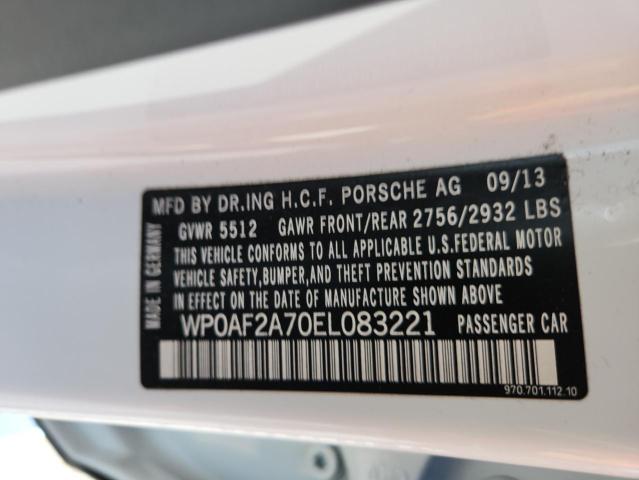 MFD BY DR.ING H.C.F. PORSCHE AG 09/13
GVWR 5512 GAWR FRONT/REAR 2756/2932 LBS
THIS VEHICLE CONFORMS TO ALL APPLICABLE U.S.FEDERAL MOTOR
VEHICLE SAFETY,BUMPER,AND THEFT PREVENTION STANDARDS
IN EFFECT ON THE DATE OF MANUFACTURE SHOWN ABOVE
WP0AF2A70EL083221 PASSENGER CAR
MADE IN GERMANY
970.701.112.10